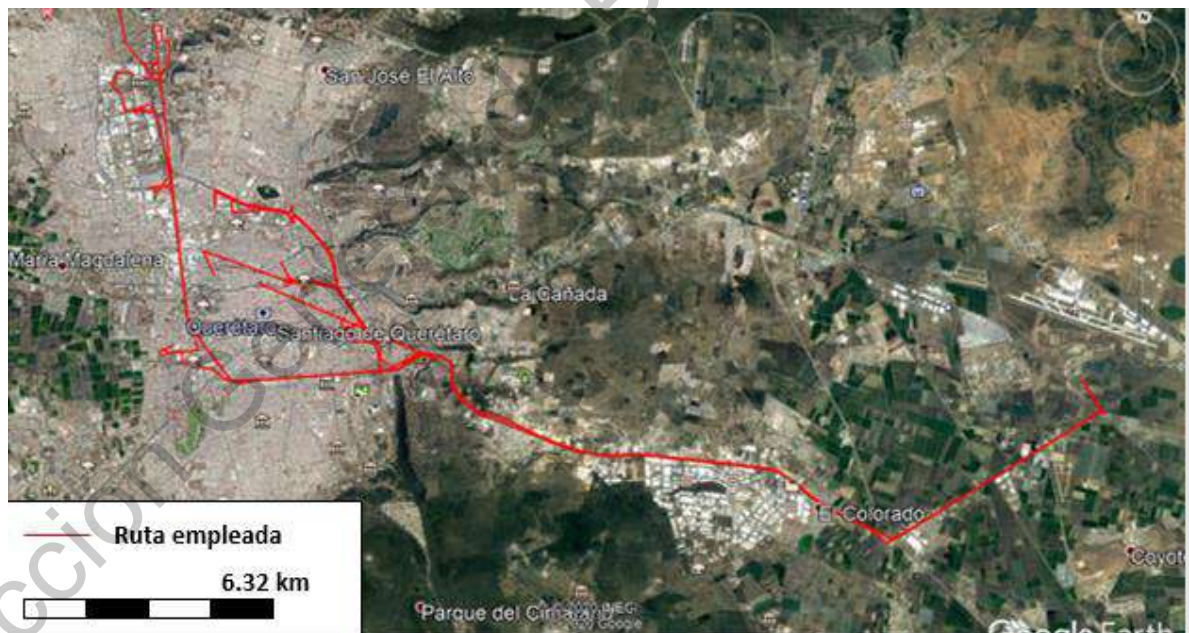 San José El Alto
María Magdalena
La Cañada
Querétaro
Santiago de Querétaro
El Colorado
Coyot
Parque del Cimatario
Ruta empleada
6.32 km
Google Earth